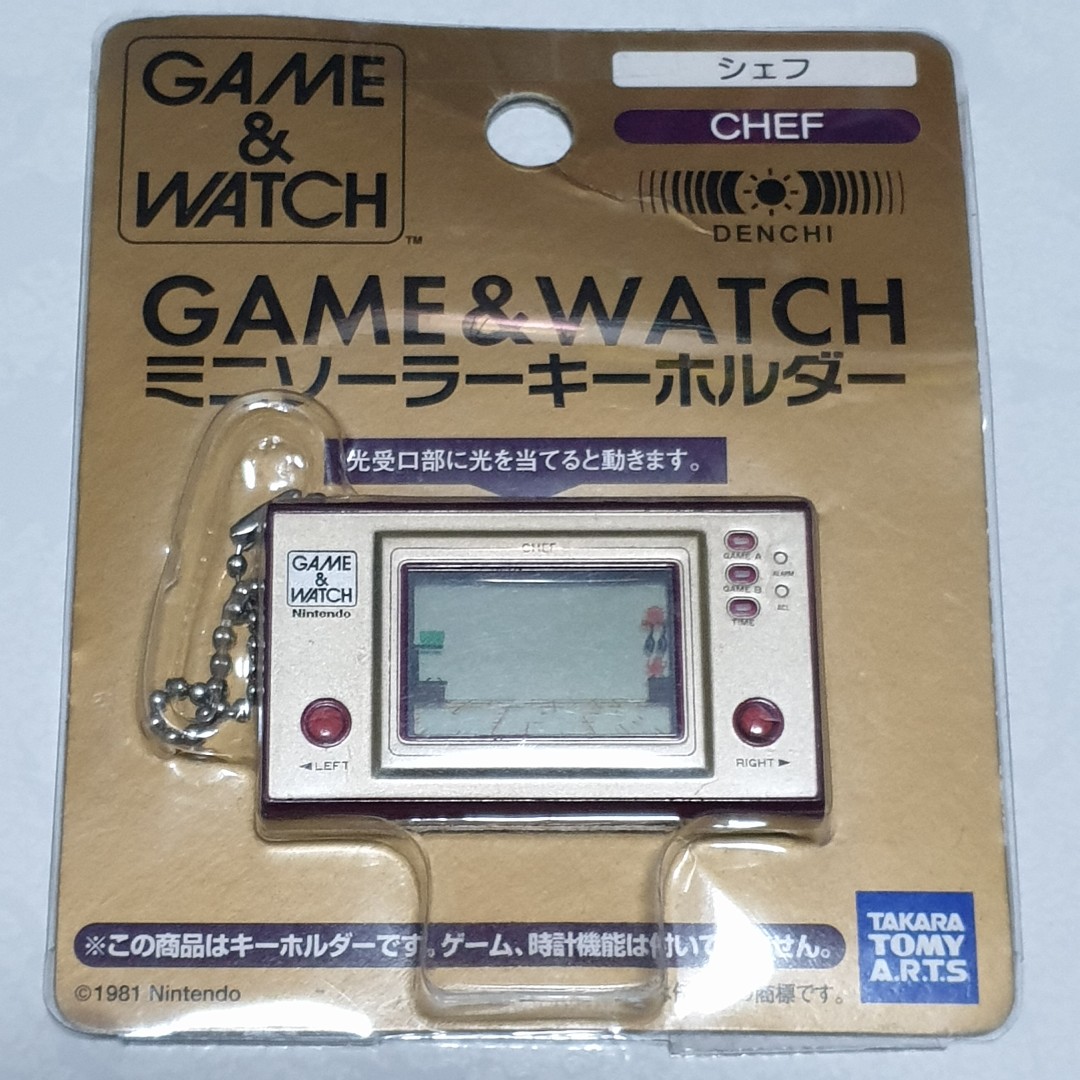 GAME
&
WATCH
™
シェフ
CHEF
DENCHI
GAME&WATCH
ミニソーラーキーホルダー
光受口部に光を当てると動きます。
CHEF
GAME
&
WATCH
Nintendo
GAME A
ALARM
GAME B
ACL
TIME
◄LEFT
RIGHT►
※この商品はキーホルダーです。ゲーム、時計機能は付いて せん。
©1981 Nintendo
商標です。
TAKARA
TOMY
A.R.T.S